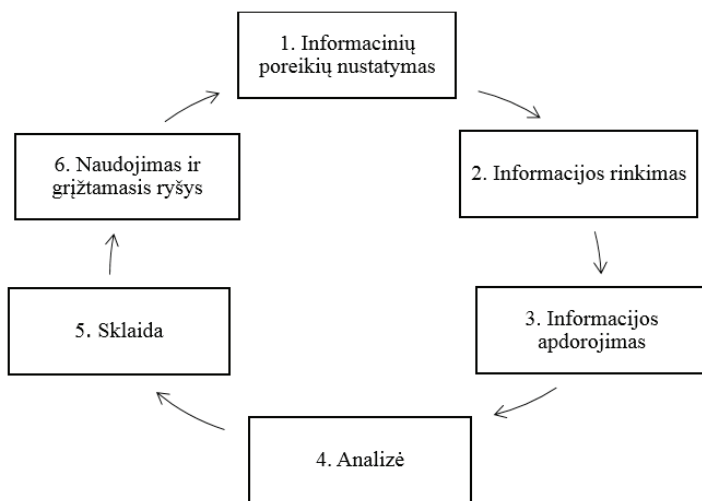 1. Informacinių
poreikių nustatymas
2. Informacijos rinkimas
3. Informacijos
apdorojimas
4. Analizė
5. Sklaida
6. Naudojimas ir
grįžtamasis ryšys